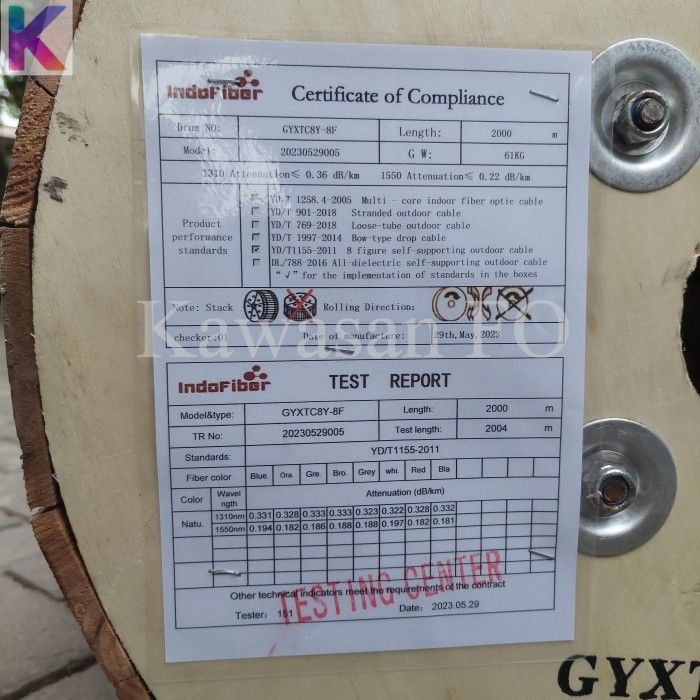 K
IndoFiber Certificate of Compliance
Drum NO: GYXTC8Y-8F Length: 2000 m
Model: 20230529005 G W: 61KG
1310 Attenuation≤ 0.36 dB/km 1550 Attenuation≤ 0.22 dB/km
Product performance standards
YD/T 1258.4-2005 Multi - core indoor fiber optic cable
YD/T 901-2018 Stranded outdoor cable
YD/T 769-2018 Loose-tube outdoor cable
YD/T 1997-2014 Bow-type drop cable
YD/T1155-2011 8 figure self-supporting outdoor cable
DL/788-2016 All-dielectric self-supporting outdoor cable
"√" for the implementation of standards in the boxes
Note: Stack Rolling Direction:
Kawasan FO
checker:01 Date of manufacture: 29th, May, 2023
IndoFiber TEST REPORT
Model&type: GYXTC8Y-8F Length: 2000 m
TR No: 20230529005 Test length: 2004 m
Standards: YD/T1155-2011
Fiber color Blue. Ora. Gre. Bro. Grey whi. Red Bla
Color Wavel ngth Attenuation (dB/km)
Natu. 1310nm 0.331 0.328 0.333 0.333 0.323 0.322 0.328 0.332
1550nm 0.194 0.182 0.186 0.188 0.188 0.197 0.182 0.181
Other technical indicators meet the requirements of the contract
TESTING CENTER
Tester: 151 Date: 2023.05.29
GYXT